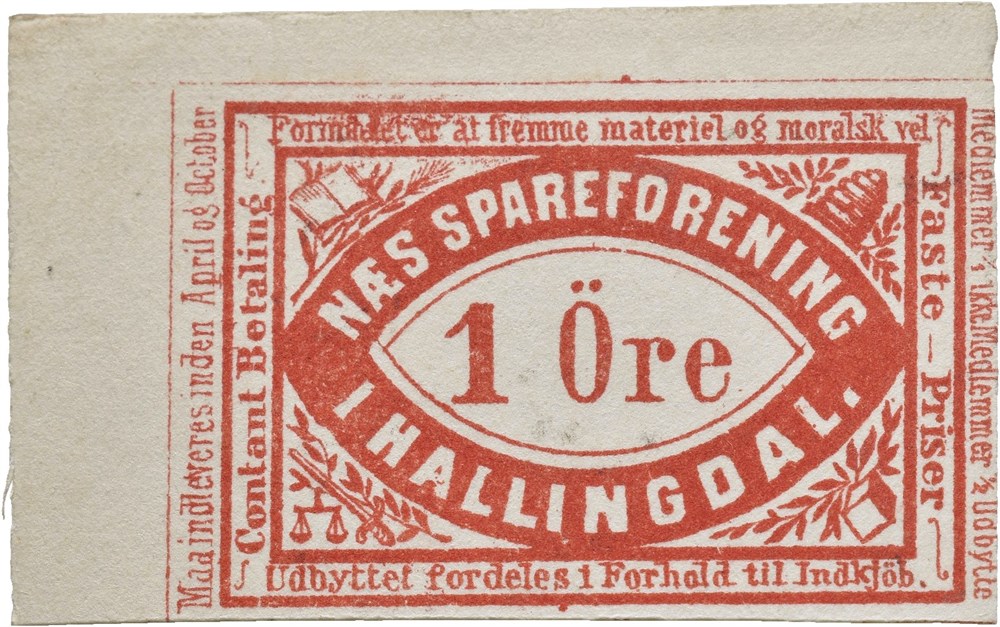 Formaalet er at fremme materiel og moralsk vel
Maa indleveres inden April og October
Contant Betaling
NÆS SPAREFORENING
1 Öre
I HALLINGDAL.
Faste – Priser
Medlemmer 1/1 ikke Medlemmer ½ Udbytte
Udbyttet fordeles i Forhold til Indkjöb.